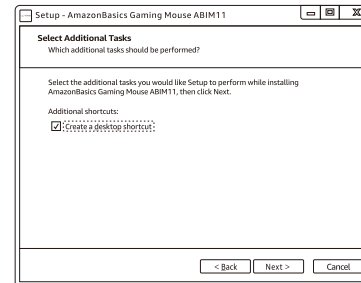 Setup - AmazonBasics Gaming Mouse ABIM11
Select Additional Tasks
Which additional tasks should be performed?
Select the additional tasks you would like Setup to perform while installing
AmazonBasics Gaming Mouse ABIM11, then click Next.
Additional shortcuts:
Create a desktop shortcut
< Back Next > Cancel